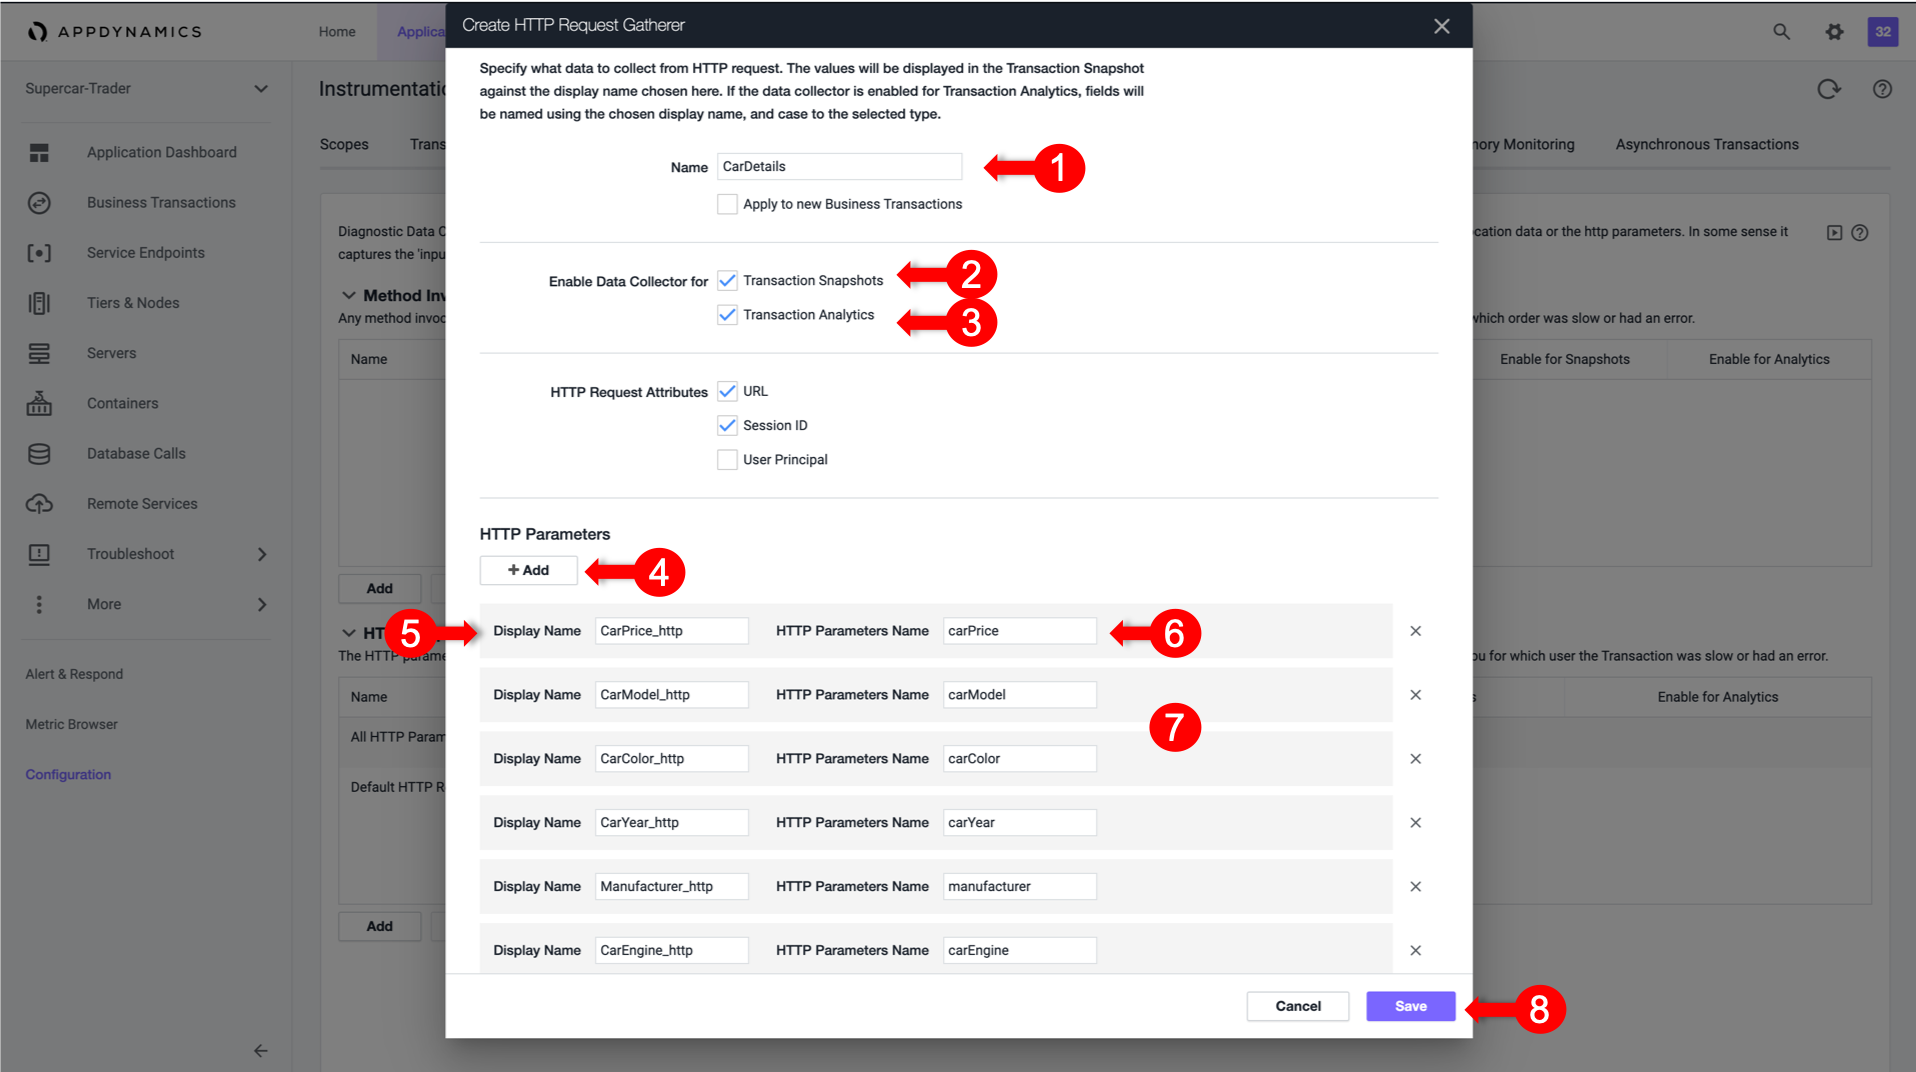 APPDYNAMICS
Home
Applica
32
Create HTTP Request Gatherer
Supercar-Trader
Application Dashboard
Business Transactions
Service Endpoints
Tiers & Nodes
Servers
Containers
Database Calls
Remote Services
Troubleshoot
More
Alert & Respond
Metric Browser
Configuration
Instrumentatio
Scopes
Trans
nory Monitoring
Asynchronous Transactions
Diagnostic Data C
ocation data or the http parameters. In some sense it
captures the 'inpu
Method Inv
Any method invoc
which order was slow or had an error.
Name
Enable for Snapshots
Enable for Analytics
Add
HT
The HTTP parame
ou for which user the Transaction was slow or had an error.
Name
s
Enable for Analytics
All HTTP Param
Default HTTP R
Add
Specify what data to collect from HTTP request. The values will be displayed in the Transaction Snapshot
against the display name chosen here. If the data collector is enabled for Transaction Analytics, fields will
be named using the chosen display name, and case to the selected type.
Name CarDetails 1
Apply to new Business Transactions
Enable Data Collector for Transaction Snapshots 2
Transaction Analytics 3
HTTP Request Attributes URL
Session ID
User Principal
HTTP Parameters
+ Add 4
5 Display Name CarPrice_http HTTP Parameters Name carPrice 6
Display Name CarModel_http HTTP Parameters Name carModel
7
Display Name CarColor_http HTTP Parameters Name carColor
Display Name CarYear_http HTTP Parameters Name carYear
Display Name Manufacturer_http HTTP Parameters Name manufacturer
Display Name CarEngine_http HTTP Parameters Name carEngine
Cancel Save 8